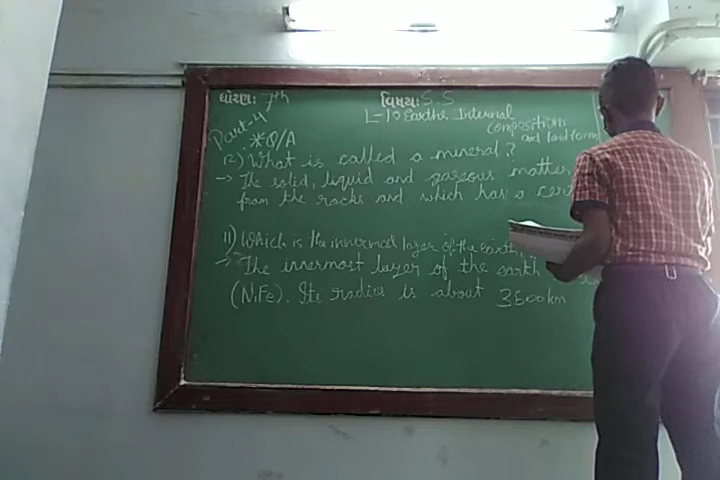 ધોરણ: 7th
વિષય: S.S
L-10 Earth's Internal
compositions
and landform
Part-4
*Q/A
12) What is called a mineral?
→ The solid, liquid and gaseous matter
from the rocks and which has a
11) Which is the innermost layer of the earth
→ The innermost layer of the earth
(NiFe). Its radius is about 3500km